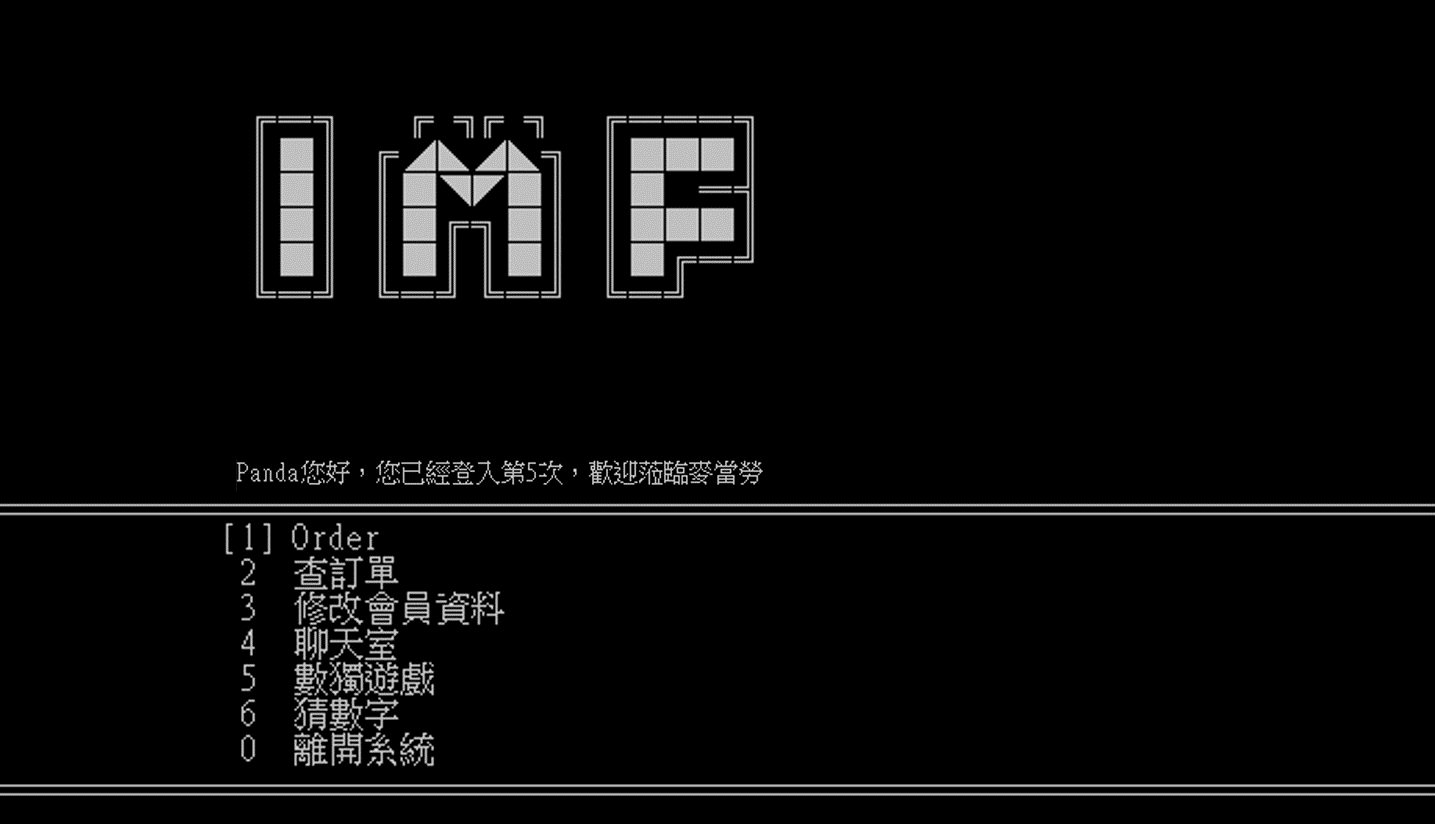 IMF
Panda您好，您已經登入第5次，歡迎蒞臨麥當勞
[1] Order
2 查訂單
3 修改會員資料
4 聊天室
5 數獨遊戲
6 猜數字
0 離開系統